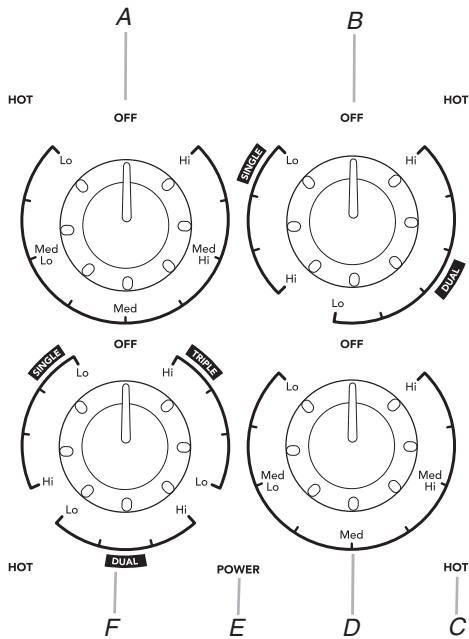 A B
HOT HOT
OFF OFF
Lo Hi Lo Hi
SINGLE
Med Lo Med Hi
Hi DUAL
Lo
Med
OFF OFF
SINGLE TRIPLE
Lo Hi Lo Hi
Hi Lo
Med Lo Med Hi
Lo Hi
Med
DUAL
HOT POWER HOT
F E D C